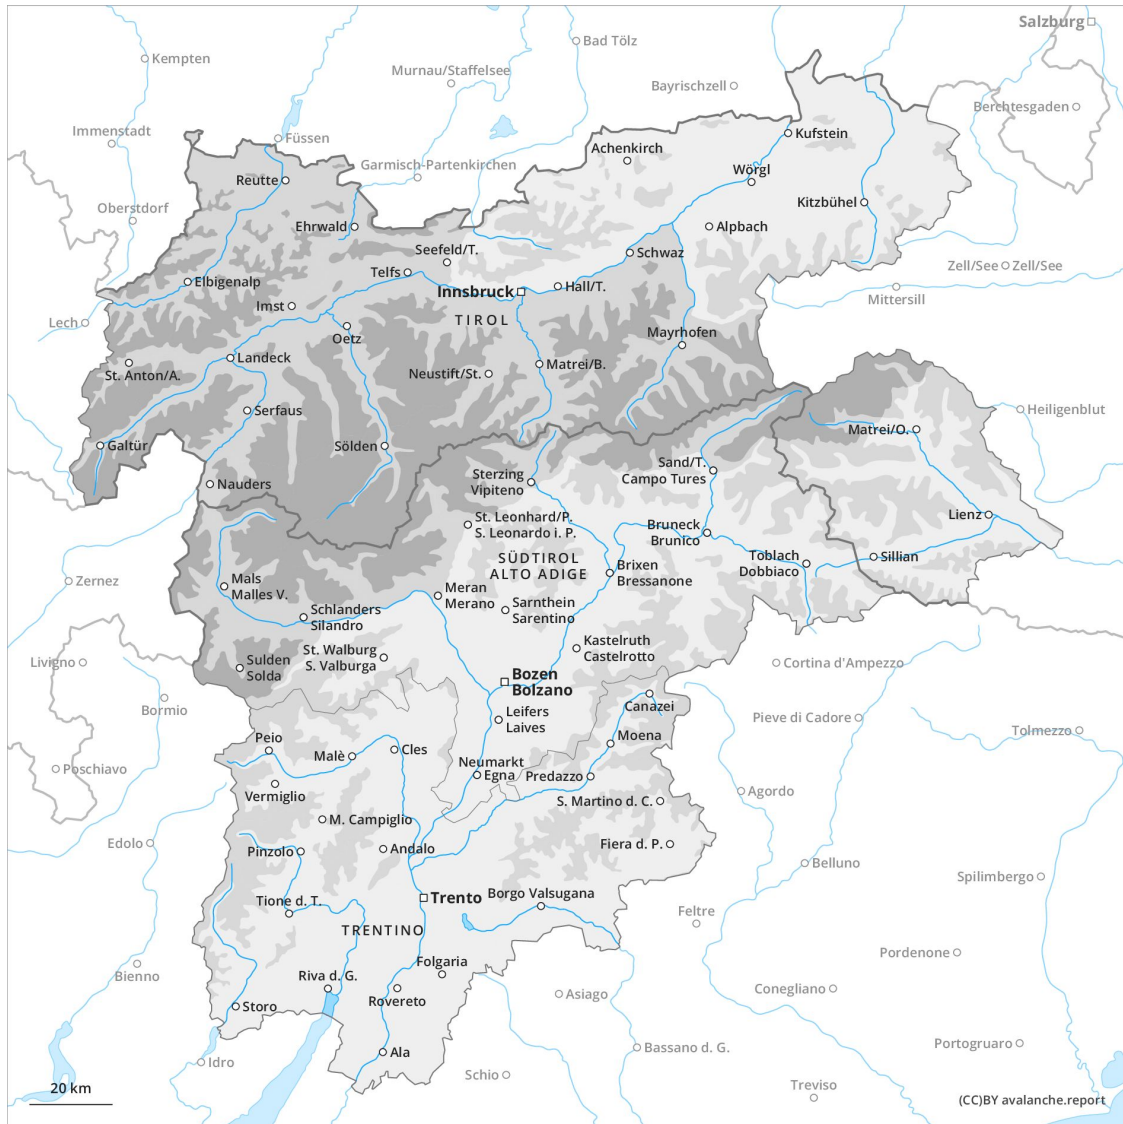 Salzburg
Bad Tölz
Kempten
Murnau/Staffelsee
Bayrischzell
Berchtesgaden
Immenstadt
Füssen
Kufstein
Achenkirch
Garmisch-Partenkirchen
Wörgl
Reutte
Kitzbühel
Oberstdorf
Ehrwald
Alpbach
Seefeld/T.
Schwaz
Zell/See
Zell/See
Telfs
Elbigenalp
Hall/T.
Innsbruck
Mittersill
Imst
TIROL
Lech
Mayrhofen
Oetz
Landeck
Matrei/B.
St. Anton/A.
Neustift/St.
Serfaus
Heiligenblut
Matrei/O.
Galtür
Sölden
Sand/T.
Campo Tures
Sterzing
Vipiteno
Nauders
St. Leonhard/P.
S. Leonardo i. P.
Lienz
Bruneck
Brunico
SÜDTIROL
ALTO ADIGE
Toblach
Dobbiaco
Sillian
Brixen
Bressanone
Zernez
Mals
Malles V.
Meran
Merano
Sarnthein
Sarentino
Schlanders
Silandro
Kastelruth
Castelrotto
St. Walburg
S. Valburga
Livigno
Sulden
Solda
Cortina d'Ampezzo
Bozen
Bolzano
Bormio
Canazei
Leifers
Laives
Pieve di Cadore
Tolmezzo
Peio
Moena
Cles
Malè
Neumarkt
Egna
Predazzo
Poschiavo
Vermiglio
Agordo
S. Martino d. C.
M. Campiglio
Edolo
Pinzolo
Andalo
Fiera d. P.
Belluno
Spilimbergo
Borgo Valsugana
Trento
Tione d. T.
Feltre
TRENTINO
Pordenone
Folgaria
Bienno
Riva d. G.
Conegliano
Rovereto
Asiago
Storo
Portogruaro
Bassano d. G.
Ala
Idro
Schio
Treviso
20 km
(CC)BY avalanche.report